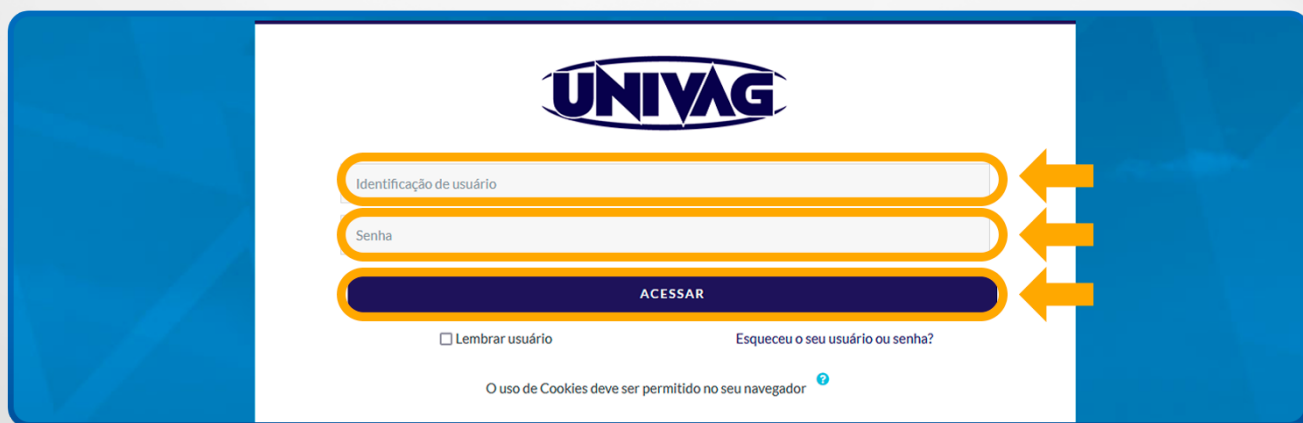 UNIVAG
Identificação de usuário
Senha
ACESSAR
Lembrar usuário Esqueceu o seu usuário ou senha?
O uso de Cookies deve ser permitido no seu navegador ?